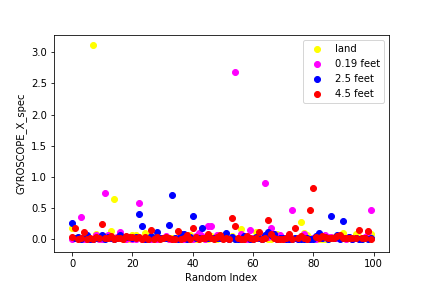 land
0.19 feet
2.5 feet
4.5 feet
GYROSCOPE_X_spec
3.0
2.5
2.0
1.5
1.0
0.5
0.0
0 20 40 60 80 100
Random Index